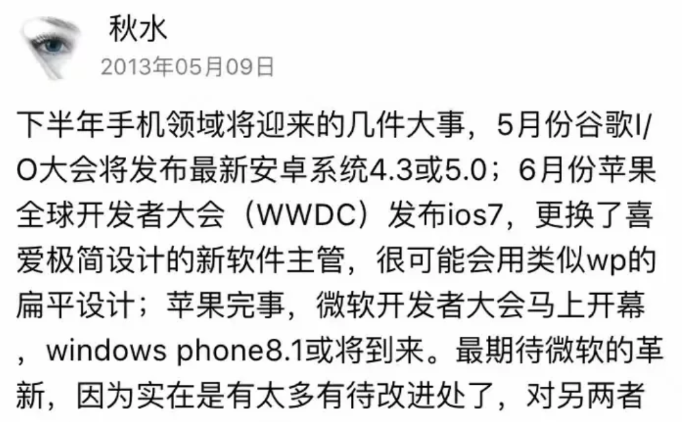 秋水
2013年05月09日
下半年手机领域将迎来的几件大事，5月份谷歌I/
O大会将发布最新安卓系统4.3或5.0；6月份苹果
全球开发者大会（WWDC）发布ios7，更换了喜
爱极简设计的新软件主管，很可能会用类似wp的
扁平设计；苹果完事，微软开发者大会马上开幕
，windows phone8.1或将到来。最期待微软的革
新，因为实在是有太多有待改进处了，对另两者